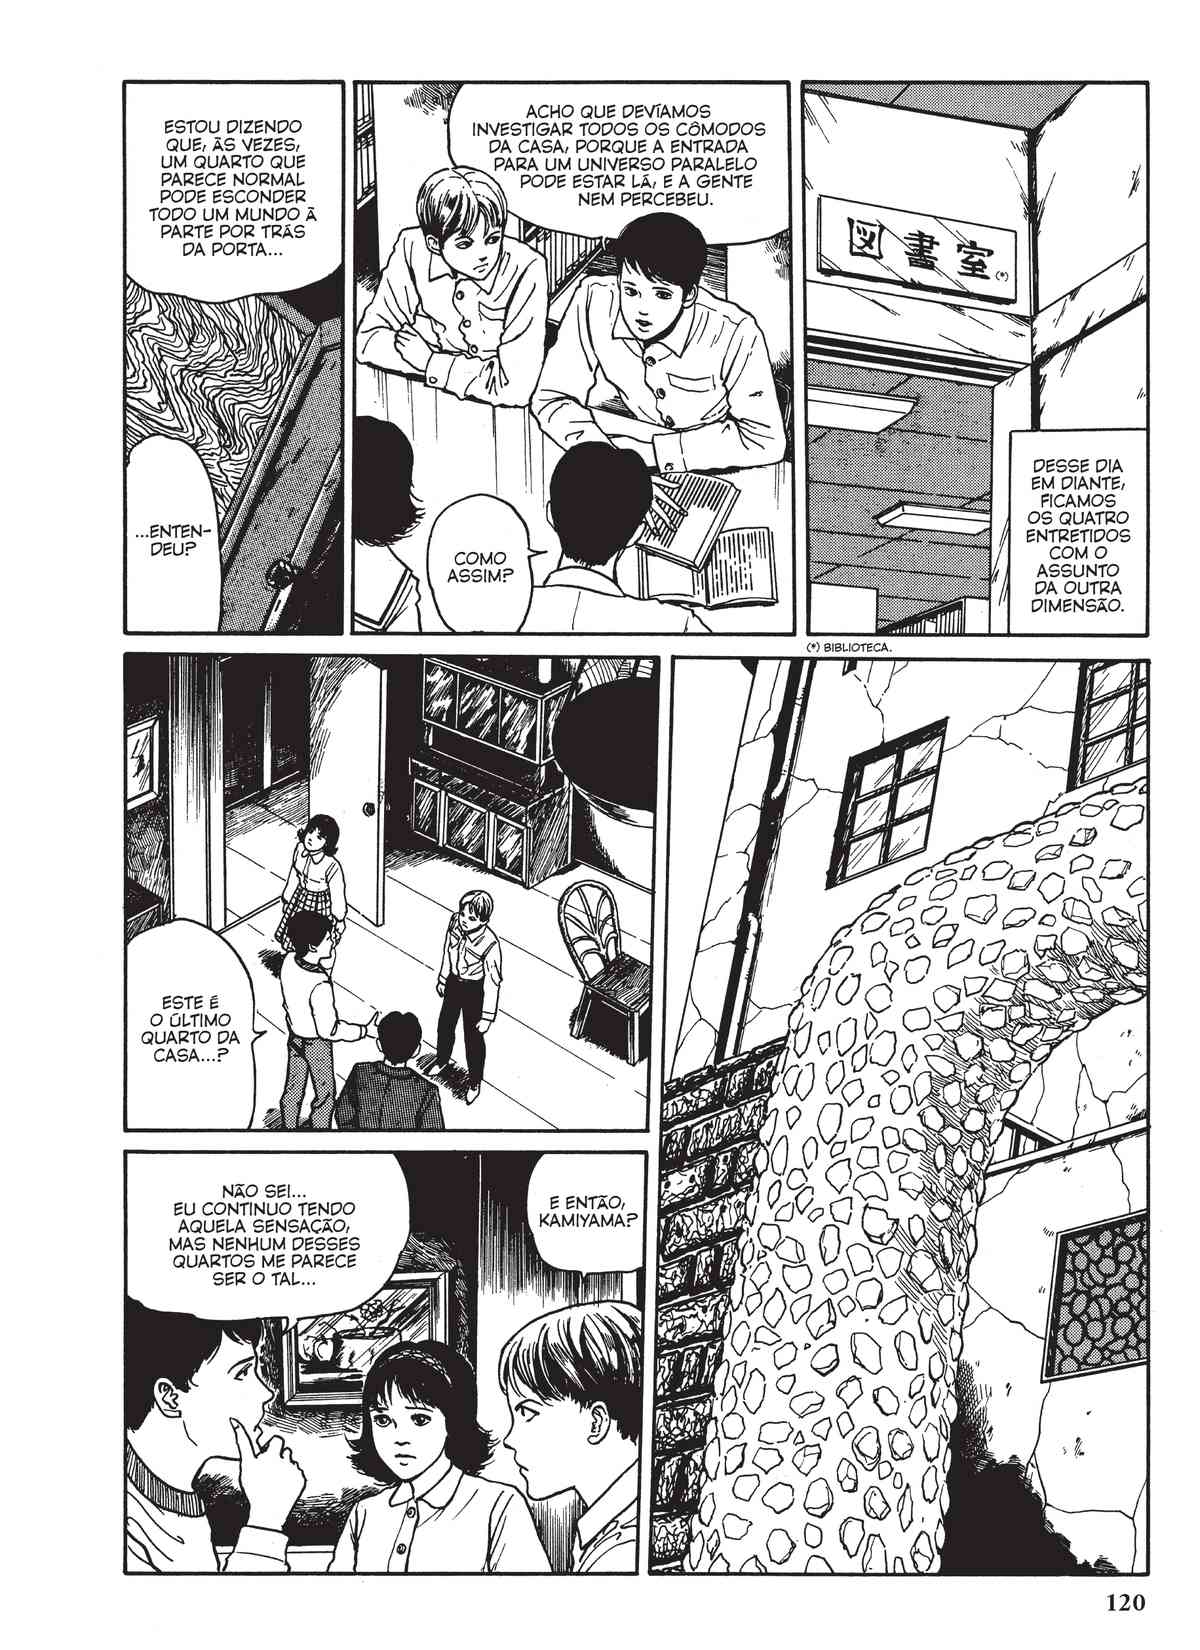 図書室(*)
DESSE DIA
EM DIANTE,
FICAMOS
OS QUATRO
ENTRETIDOS
COM O
ASSUNTO
DA OUTRA
DIMENSÃO.
(*) BIBLIOTECA.
ACHO QUE DEVÍAMOS
INVESTIGAR TODOS OS CÔMODOS
DA CASA, PORQUE A ENTRADA
PARA UM UNIVERSO PARALELO
PODE ESTAR LÁ, E A GENTE
NEM PERCEBEU.
COMO
ASSIM?
ESTOU DIZENDO
QUE, ÀS VEZES,
UM QUARTO QUE
PARECE NORMAL
PODE ESCONDER
TODO UM MUNDO À
PARTE POR TRÁS
DA PORTA...
...ENTEN-
DEU?
ESTE É
O ÚLTIMO
QUARTO DA
CASA...?
E ENTÃO,
KAMIYAMA?
NÃO SEI...
EU CONTINUO TENDO
AQUELA SENSAÇÃO,
MAS NENHUM DESSES
QUARTOS ME PARECE
SER O TAL...
120